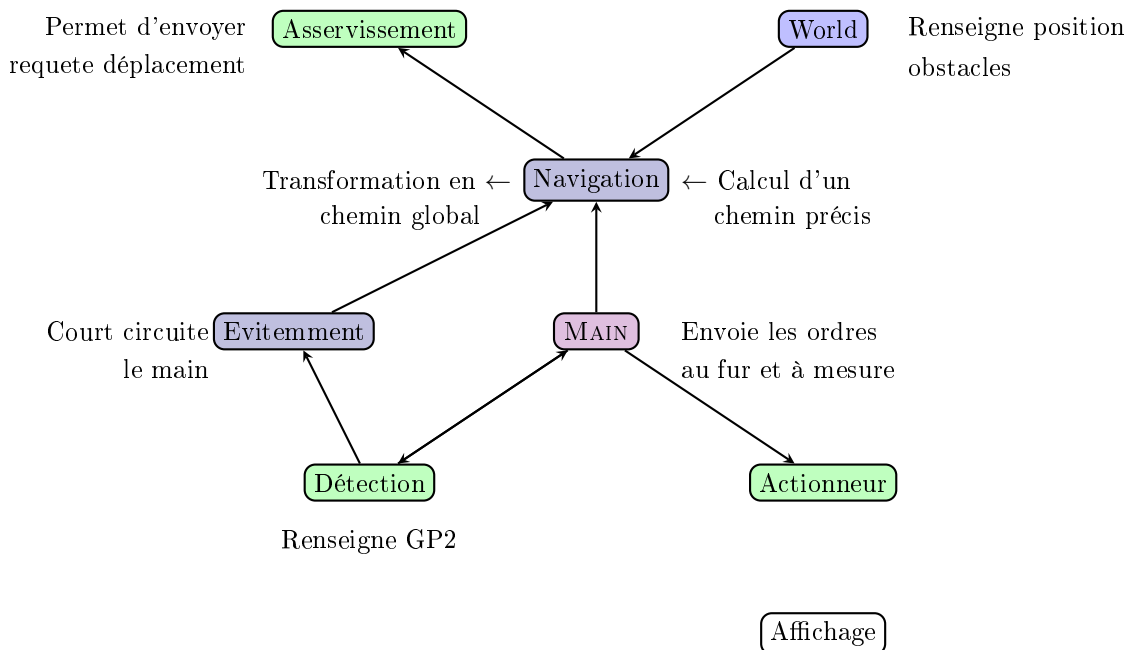 Permet d'envoyer
requete déplacement
Asservissement
World
Renseigne position
obstacles
Transformation en ←
chemin global
Navigation
← Calcul d'un
chemin précis
Court circuite
le main
Evitemment
MAIN
Envoie les ordres
au fur et à mesure
Détection
Actionneur
Renseigne GP2
Affichage